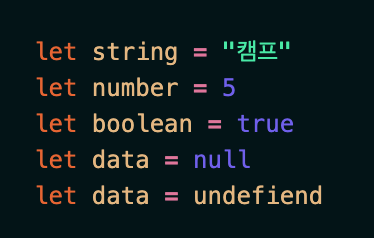 let string = "캠프"
let number = 5
let boolean = true
let data = null
let data = undefiend